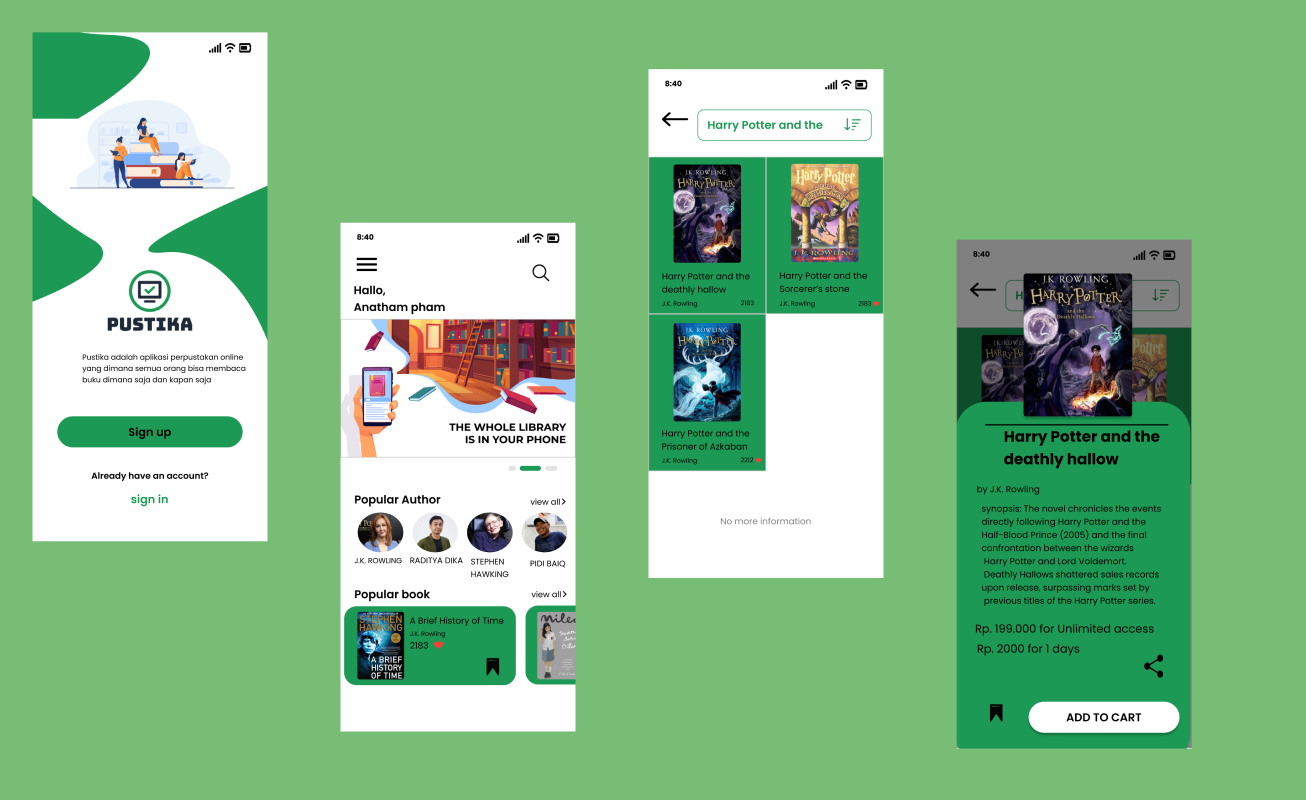 PUSTIKA
Pustika adalah aplikasi perpustakan online
yang dimana semua orang bisa membaca
buku dimana saja dan kapan saja
Sign up
Already have an account?
sign in
8:40
Hallo,
Anatham pham
THE WHOLE LIBRARY
IS IN YOUR PHONE
Popular Author
view all
J.K. ROWLING
RADITYA DIKA
STEPHEN
HAWKING
PIDI BAIQ
Popular book
view all
STEPHEN
HAWKING
A BRIEF
HISTORY
OF TIME
A Brief History of Time
J.K. Rowling
2183
milea
8:40
Harry Potter and the
J.K. ROWLING
HARRY POTTER
Harry Potter and the
deathly hallow
J.K. Rowling
2183
Harry Potter
J.K. ROWLING
Harry Potter and the
Sorcerer's stone
J.K. Rowling
2183
J.K. ROWLING
HARRY POTTER
Harry Potter and the
Prisoner of Azkaban
J.K. Rowling
2212
No more information
8:40
H
J.K. ROWLING
HARRY POTTER
and the
Deathly Hallows
Harry Potter and the
deathly hallow
by J.K. Rowling
synopsis: The novel chronicles the events
directly following Harry Potter and the
Half-Blood Prince (2005) and the final
confrontation between the wizards
Harry Potter and Lord Voldemort.
Deathly Hallows shattered sales records
upon release, surpassing marks set by
previous titles of the Harry Potter series.
Rp. 199.000 for Unlimited access
Rp. 2000 for 1 days
ADD TO CART